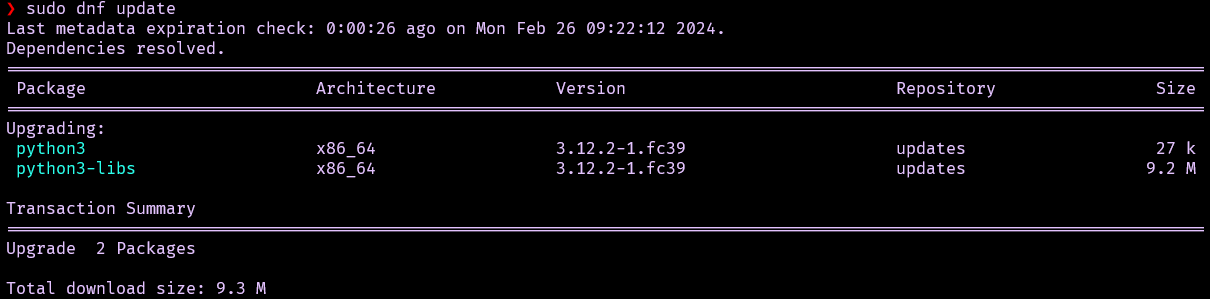 ❯ sudo dnf update
Last metadata expiration check: 0:00:26 ago on Mon Feb 26 09:22:12 2024.
Dependencies resolved.
Package Architecture Version Repository Size
Upgrading:
python3 x86_64 3.12.2-1.fc39 updates 27 k
python3-libs x86_64 3.12.2-1.fc39 updates 9.2 M
Transaction Summary
Upgrade  2 Packages
Total download size: 9.3 M